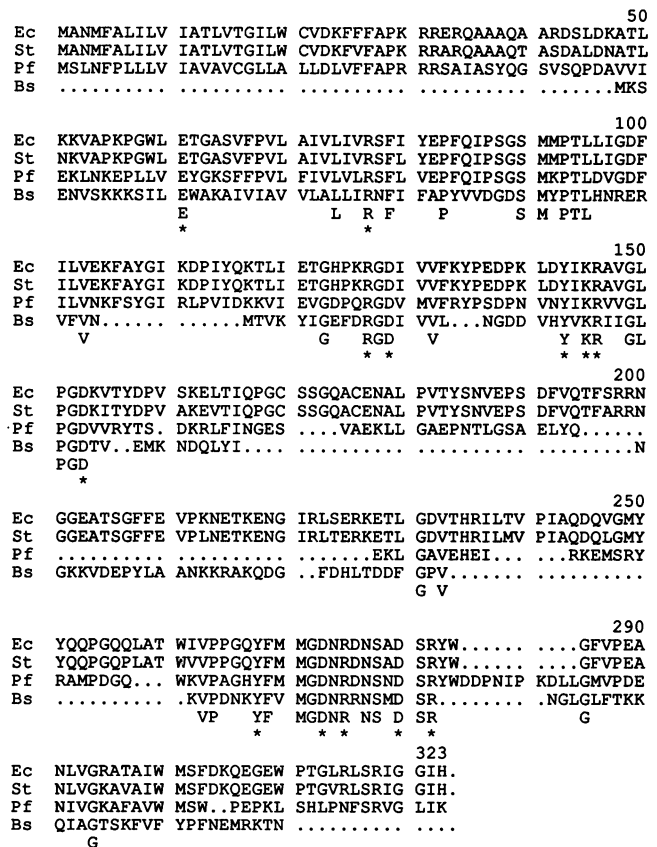 50
Ec MANMFALILV IATLVTGILW CVDKFFFAPK RRERQAAAQA ARDSLDKATL
St MANMFALILV IATLVTGILW CVDKFVFAPK RRARQAAAQT ASDALDNATL
Pf MSLNFPLLLV IAVAVCGLLA LLDLVFFAPR RRSAIASYQG SVSQPDAVVI
Bs .......... .......... .......... .......... .......MKS
100
Ec KKVAPKPGWL ETGASVFPVL AIVLIVRSFI YEPFQIPSGS MMPTLLIGDF
St NKVAPKPGWL ETGASVFPVL AIVLIVRSFL YEPFQIPSGS MMPTLLIGDF
Pf EKLNKEPLLV EYGKSFFPVL FIVLVLRSFL VEPFQIPSGS MKPTLDVGDF
Bs ENVSKKKSIL EWAKAIVIAV VLALLIRNFI FAPYVVDGDS MYPTLHNRER
E L R F P S M PTL
* *
150
Ec ILVEKFAYGI KDPIYQKTLI ETGHPKRGDI VVFKYPEDPK LDYIKRAVGL
St ILVEKFAYGI KDPIYQKTLI ETGHPKRGDI VVFKYPEDPK LDYIKRAVGL
Pf ILVNKFSYGI RLPVIDKKVI EVGDPQRGDV MVFRYPSDPN VNYIKRVVGL
Bs VFVN...... ......MTVK YIGEFDRGDI VVL...NGDD VHYVKRIIGL
V G RGD V Y KR GL
* * * **
200
Ec PGDKVTYDPV SKELTIQPGC SSGQACENAL PVTYSNVEPS DFVQTFSRRN
St PGDKITYDPV AKEVTIQPGC SSGQACENAL PVTYSNVEPS DFVQTFARRN
Pf PGDVVRYTS. DKRLFINGES ....VAEKLL GAEPNTLGSA ELYQ......
Bs PGDTV..EMK NDQLYI.... .......... .......... .........N
PGD
*
250
Ec GGEATSGFFE VPKNETKENG IRLSERKETL GDVTHRILTV PIAQDQVGMY
St GGEATSGFFE VPLNETKENG IRLTERKETL GDVTHRILMV PIAQDQLGMY
Pf .......... .......... .......EKL GAVEHEI... ...RKEMSRY
Bs GKKVDEPYLA ANKKRAKQDG ..FDHLTDDF GPV....... ..........
G V
290
Ec YQQPGQQLAT WIVPPGQYFM MGDNRDNSAD SRYW...... ....GFVPEA
St YQQPGQPLAT WVVPPGQYFM MGDNRDNSAD SRYW...... ....GFVPEA
Pf RAMPDGQ... WKVPAGHYFM MGDNRDNSND SRYWDDPNIP KDLLGMVPDE
Bs .......... .KVPDNKYFV MGDNRRNSMD SR........ .NGLGLFTKK
VP YF MGDNR NS D SR G
* * * * *
323
Ec NLVGRATAIW MSFDKQEGEW PTGLRLSRIG GIH.
St NLVGKAVAIW MSFDKQEGEW PTGVRLSRIG GIH.
Pf NIVGKAFAVW MSW..PEPKL SHLPNFSRVG LIK
Bs QIAGTSKFVF YPFNEMRKTN .......... ....
G